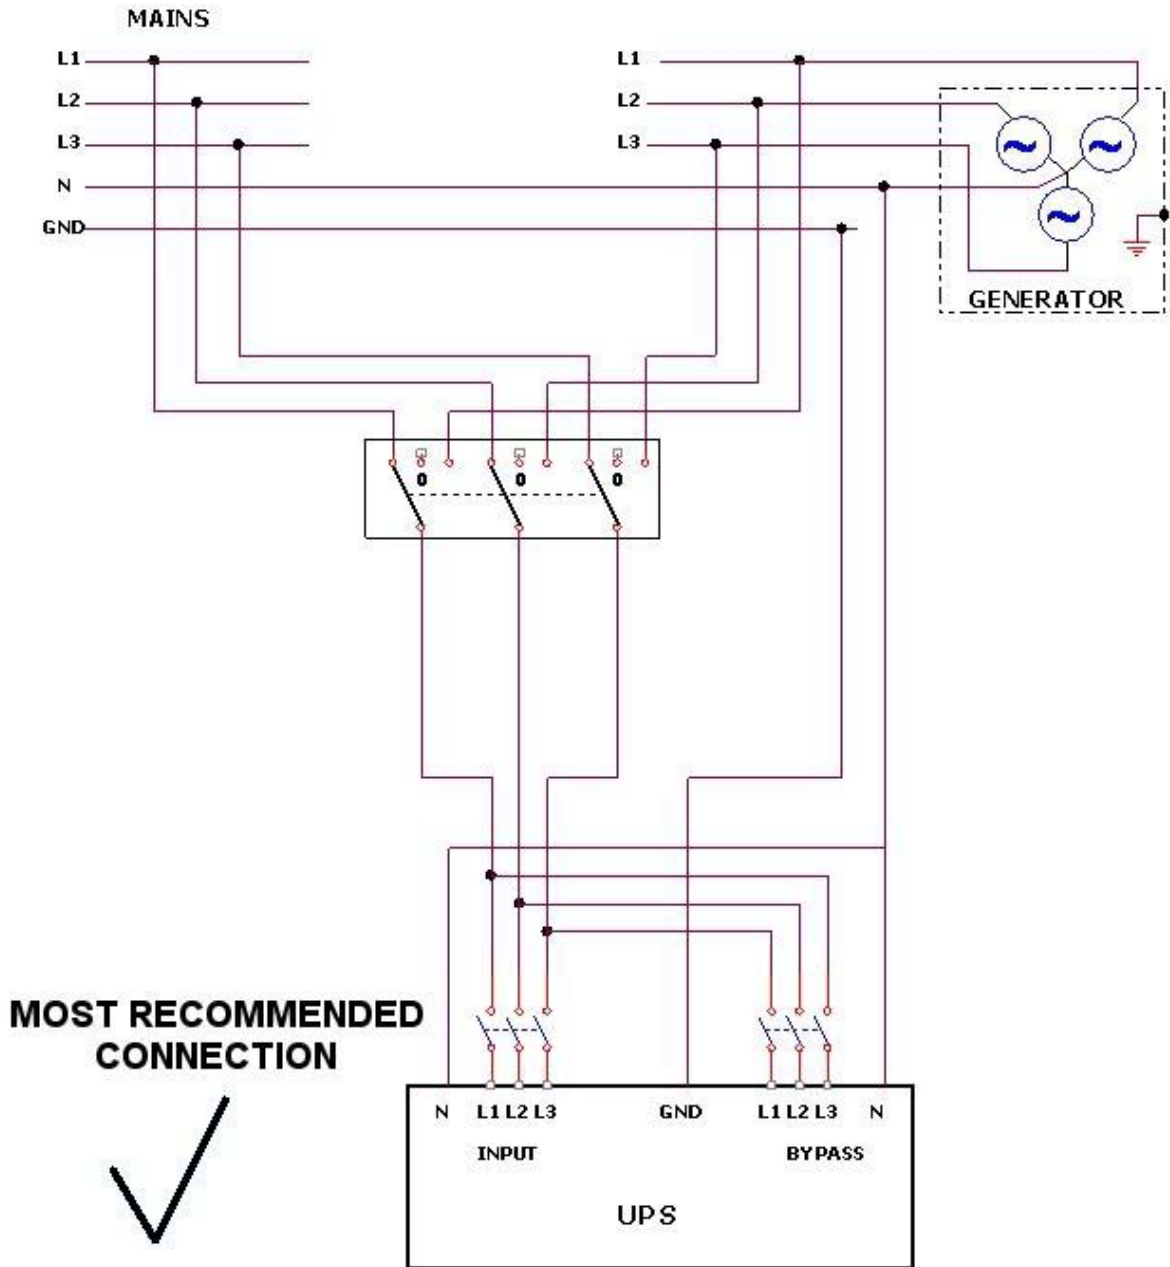 MAINS
L1
L2
L3
N
GND
L1
L2
L3
GENERATOR
0 0 0
MOST RECOMMENDED
CONNECTION
N L1 L2 L3 GND L1 L2 L3 N
INPUT BYPASS
UPS